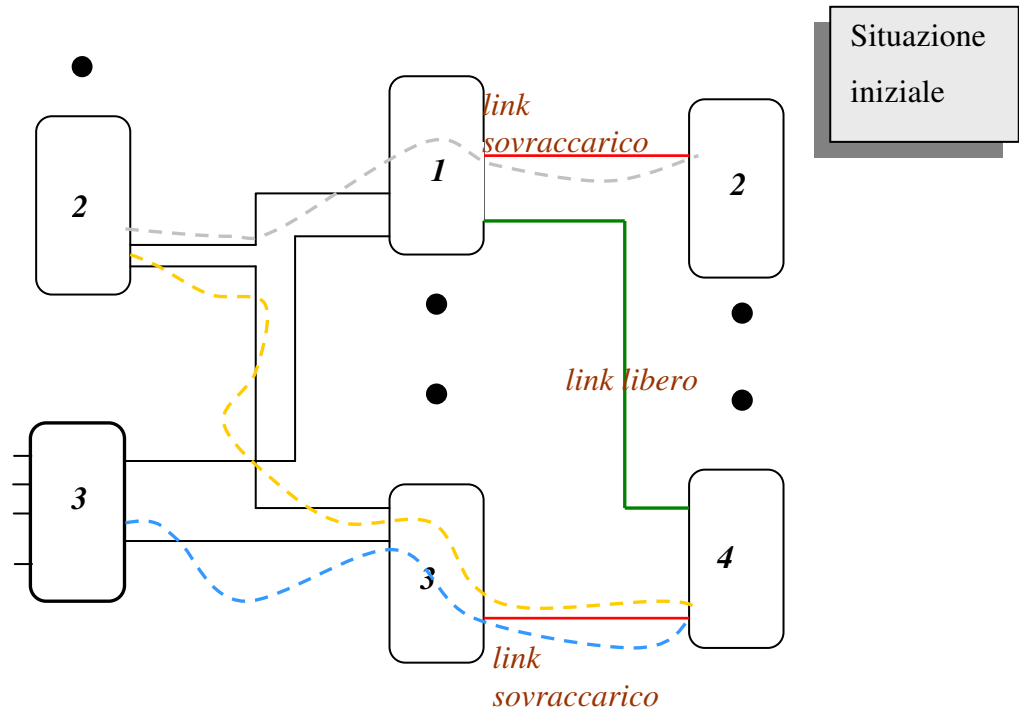 Situazione
iniziale
link
sovraccarico
1
2
2
link libero
3
4
3
link
sovraccarico